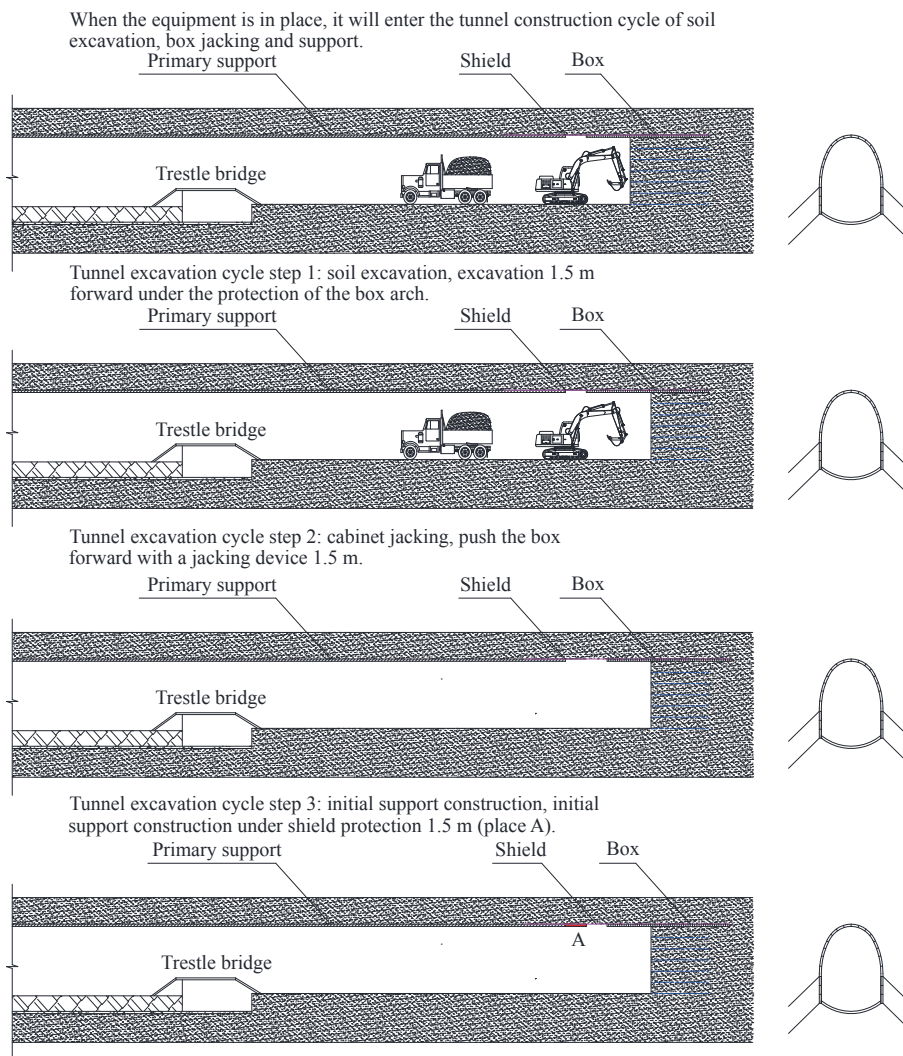 When the equipment is in place, it will enter the tunnel construction cycle of soil
excavation, box jacking and support.
Primary support Shield Box
Trestle bridge
Tunnel excavation cycle step 1: soil excavation, excavation 1.5 m
forward under the protection of the box arch.
Primary support Shield Box
Trestle bridge
Tunnel excavation cycle step 2: cabinet jacking, push the box
forward with a jacking device 1.5 m.
Primary support Shield Box
Trestle bridge
Tunnel excavation cycle step 3: initial support construction, initial
support construction under shield protection 1.5 m (place A).
Primary support Shield Box
A
Trestle bridge